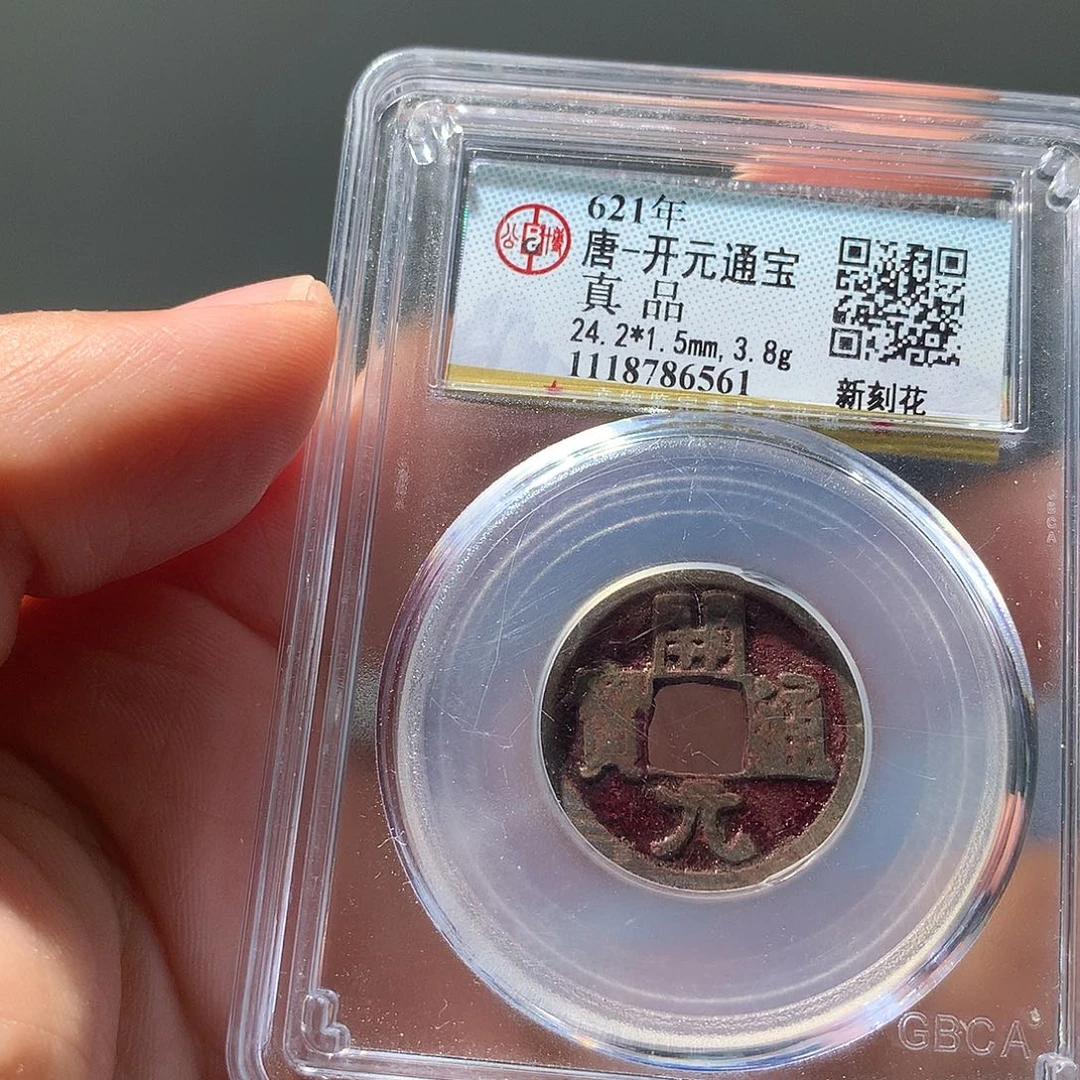 621年
唐-开元通宝
真品
24.2*1.5mm,3.8g
1118786561
新刻花
開
寶 通
元
GBCA
GBCA